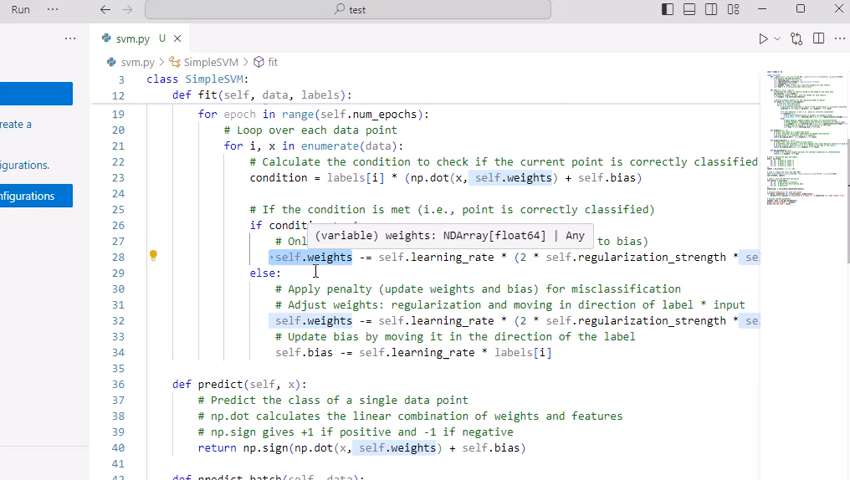 Run
test
svm.py U
svm.py > SimpleSVM > fit
3 class SimpleSVM:
12 def fit(self, data, labels):
19 for epoch in range(self.num_epochs):
20 # Loop over each data point
21 for i, x in enumerate(data):
22 # Calculate the condition to check if the current point is correctly classified
23 condition = labels[i] * (np.dot(x, self.weights) + self.bias)
24
25 # If the condition is met (i.e., point is correctly classified)
26 if
(variable) weights: NDArray[float64] | Any
27 # to bias)
28 self.weights -= self.learning_rate * (2 * self.regularization_strength * se
29 else:
30 # Apply penalty (update weights and bias) for misclassification
31 # Adjust weights: regularization and moving in direction of label * input
32 self.weights -= self.learning_rate * (2 * self.regularization_strength * se
33 # Update bias by moving it in the direction of the label
34 self.bias -= self.learning_rate * labels[i]
35
36 def predict(self, x):
37 # Predict the class of a single data point
38 # np.dot calculates the linear combination of weights and features
39 # np.sign gives +1 if positive and -1 if negative
40 return np.sign(np.dot(x, self.weights) + self.bias)
41
42 def predict_batch(self, data):
create a
figurations.
nfigurations